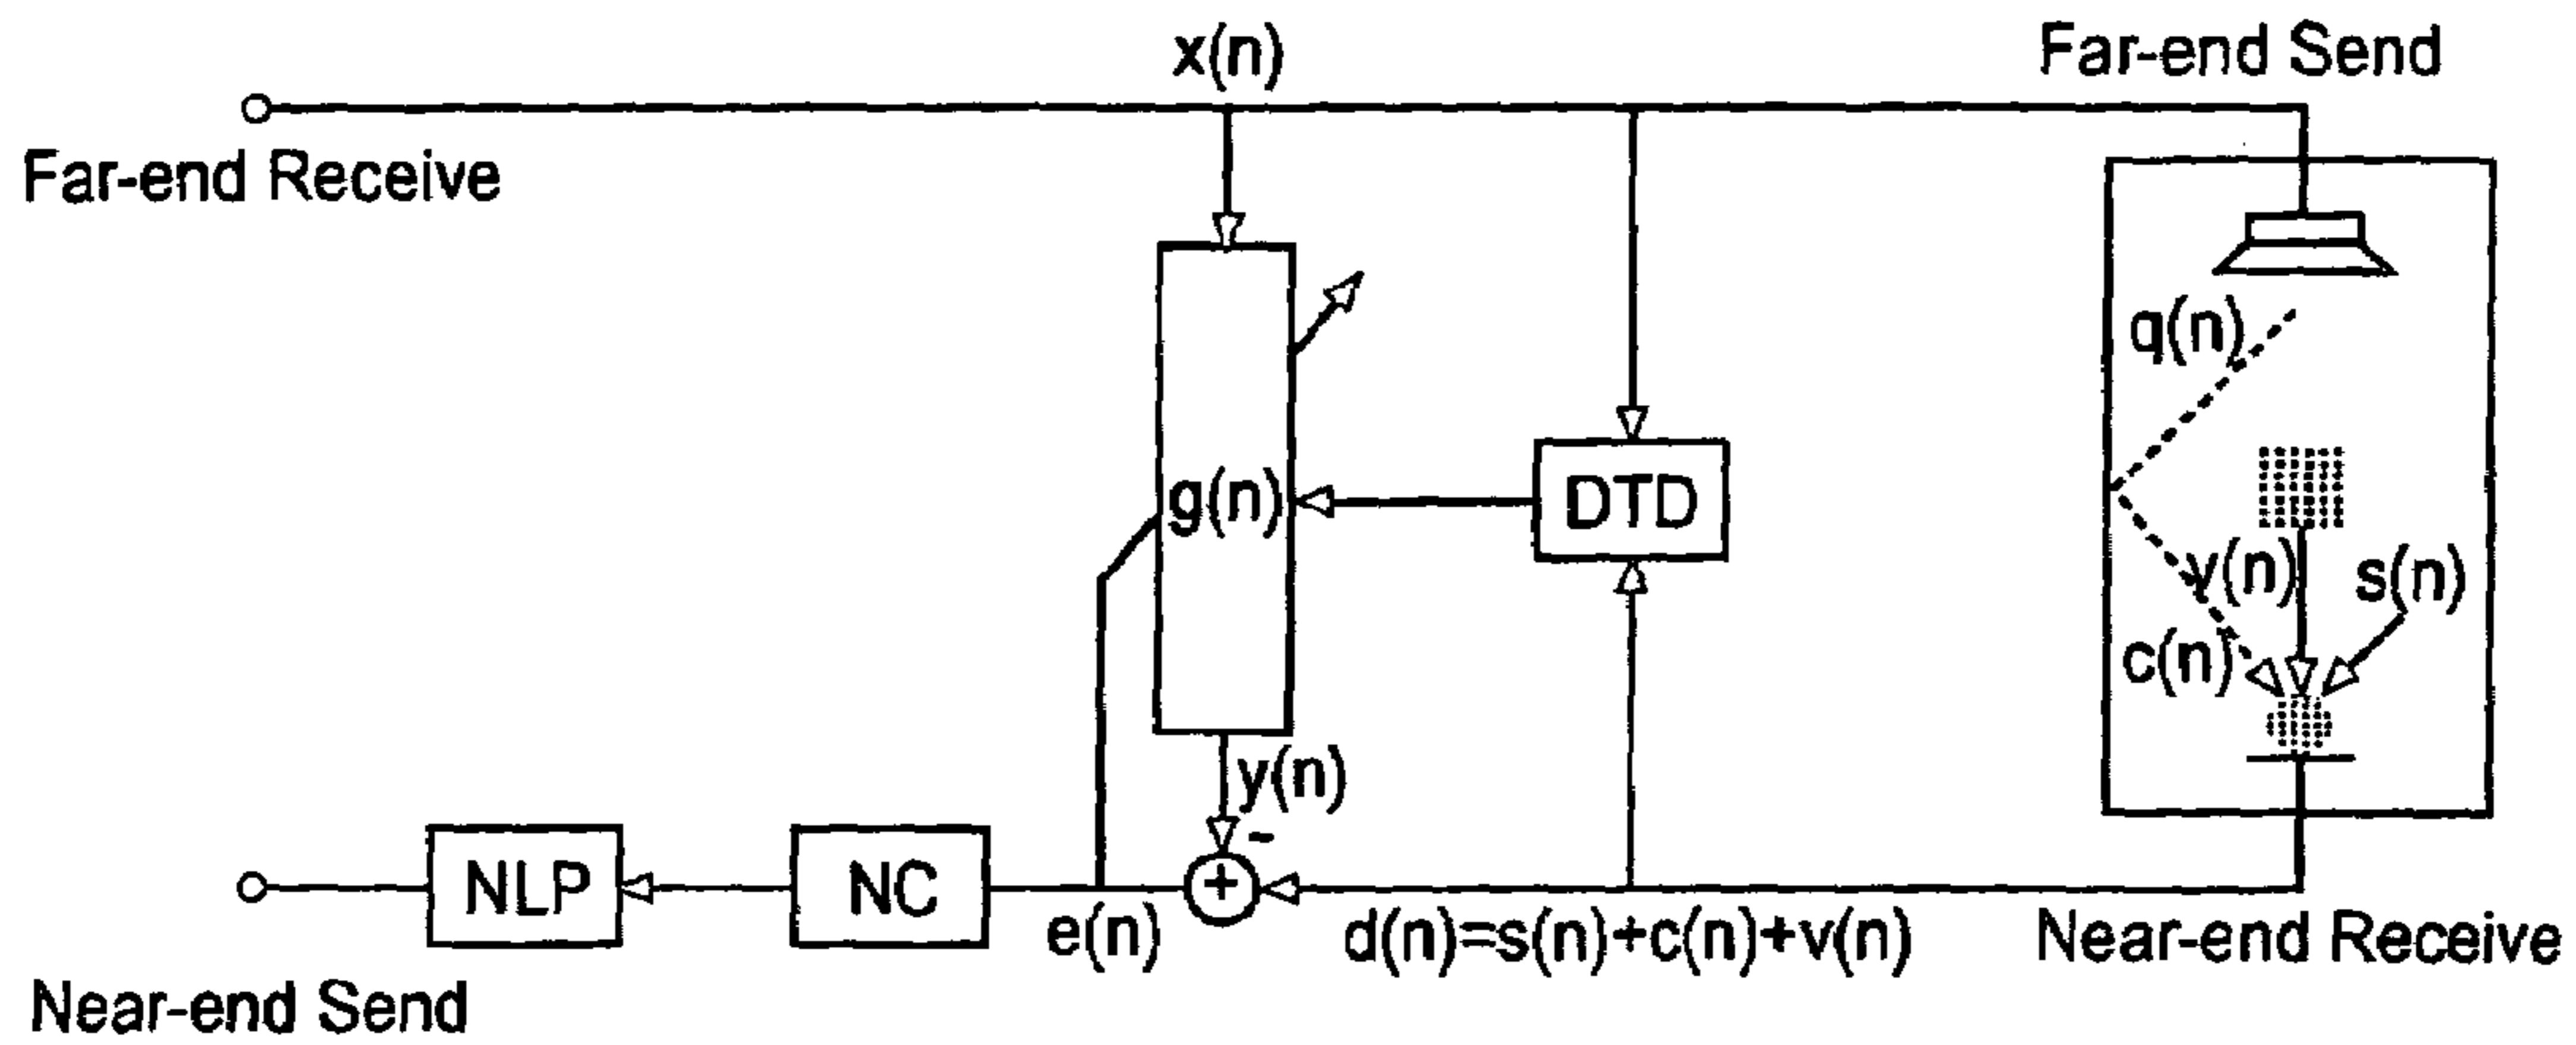 x(n)
Far-end Send
Far-end Receive
q(n)
g(n)
DTD
v(n)
s(n)
c(n)
y(n)
-
+
NLP
NC
e(n)
d(n)=s(n)+c(n)+v(n)
Near-end Receive
Near-end Send